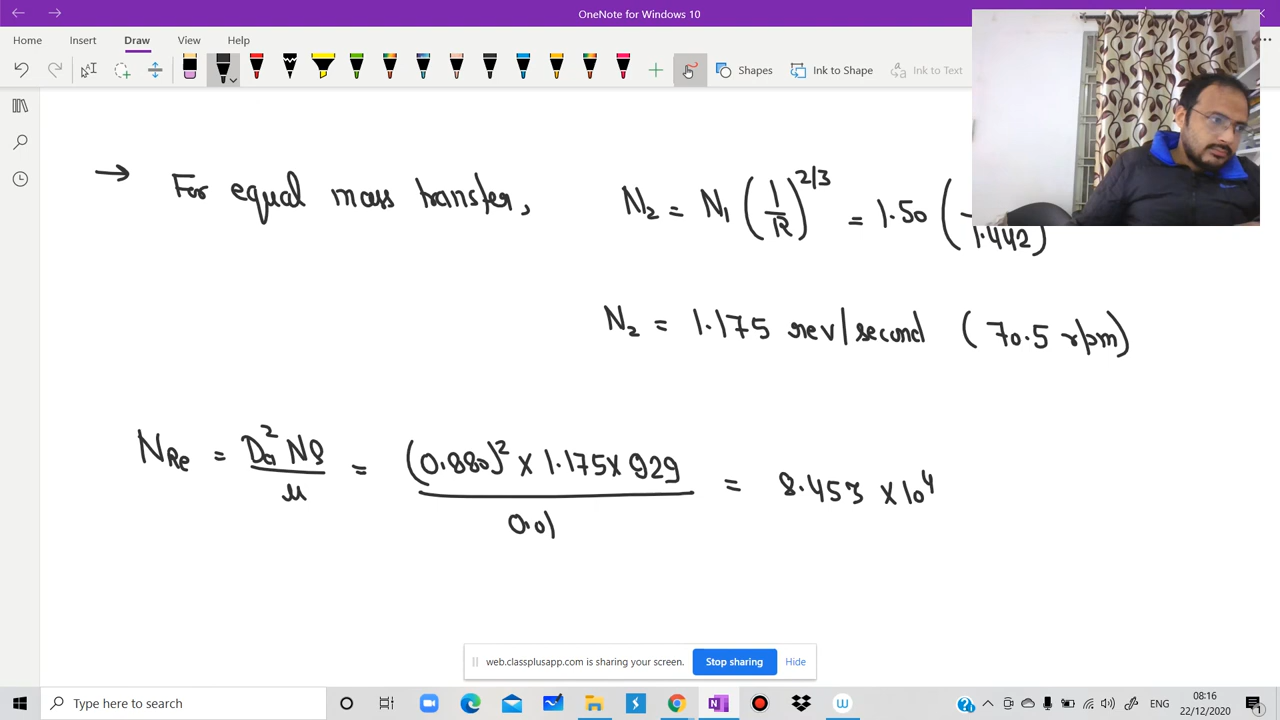 OneNote for Windows 10
Home Insert Draw View Help
Shapes Ink to Shape Ink to Text
→ For equal mass transfer, N₂ = N₁ (1/R)^2/3 = 1.50 ( /1.442)
N₂ = 1.175 rev/second (70.5 r/pm)
N_Re = Da² Nρ / μ = (0.880)² × 1.175 × 929 / 0.01 = 8.453 × 10⁴
web.classplusapp.com is sharing your screen. Stop sharing Hide
Type here to search
ENG
08:16
22/12/2020